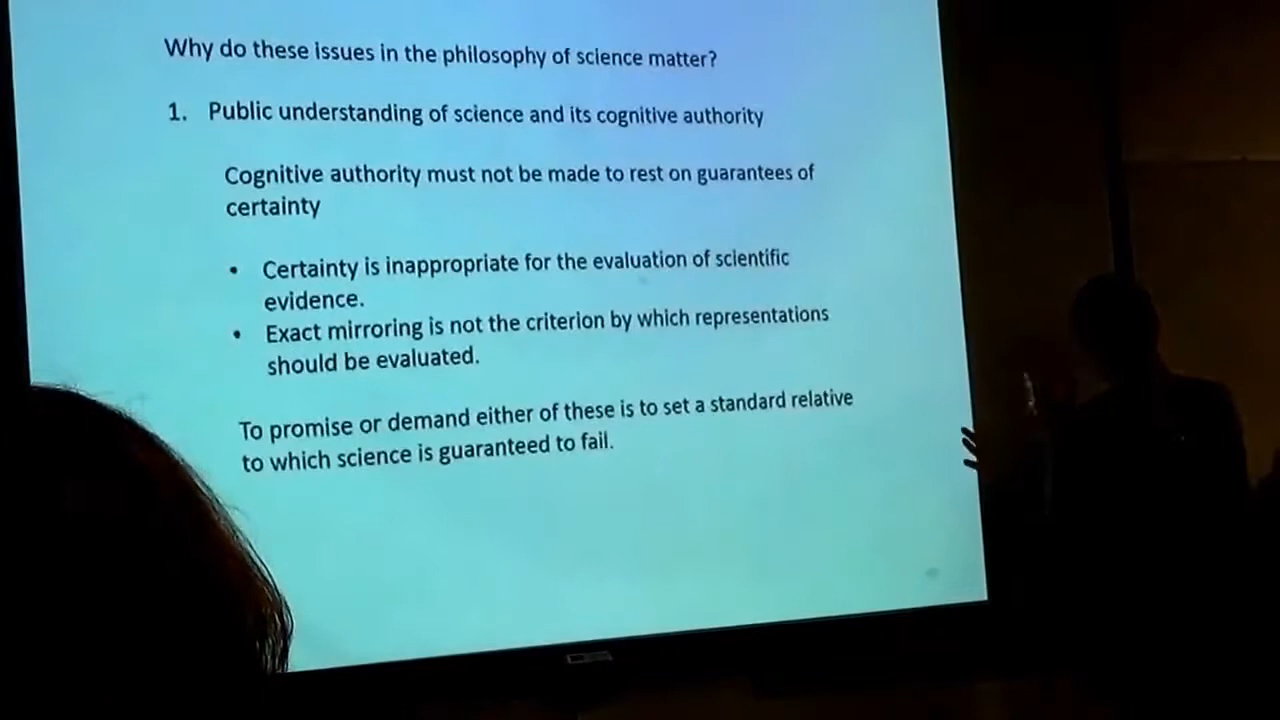 Why do these issues in the philosophy of science matter?
1. Public understanding of science and its cognitive authority
Cognitive authority must not be made to rest on guarantees of
certainty
• Certainty is inappropriate for the evaluation of scientific
evidence.
• Exact mirroring is not the criterion by which representations
should be evaluated.
To promise or demand either of these is to set a standard relative
to which science is guaranteed to fail.